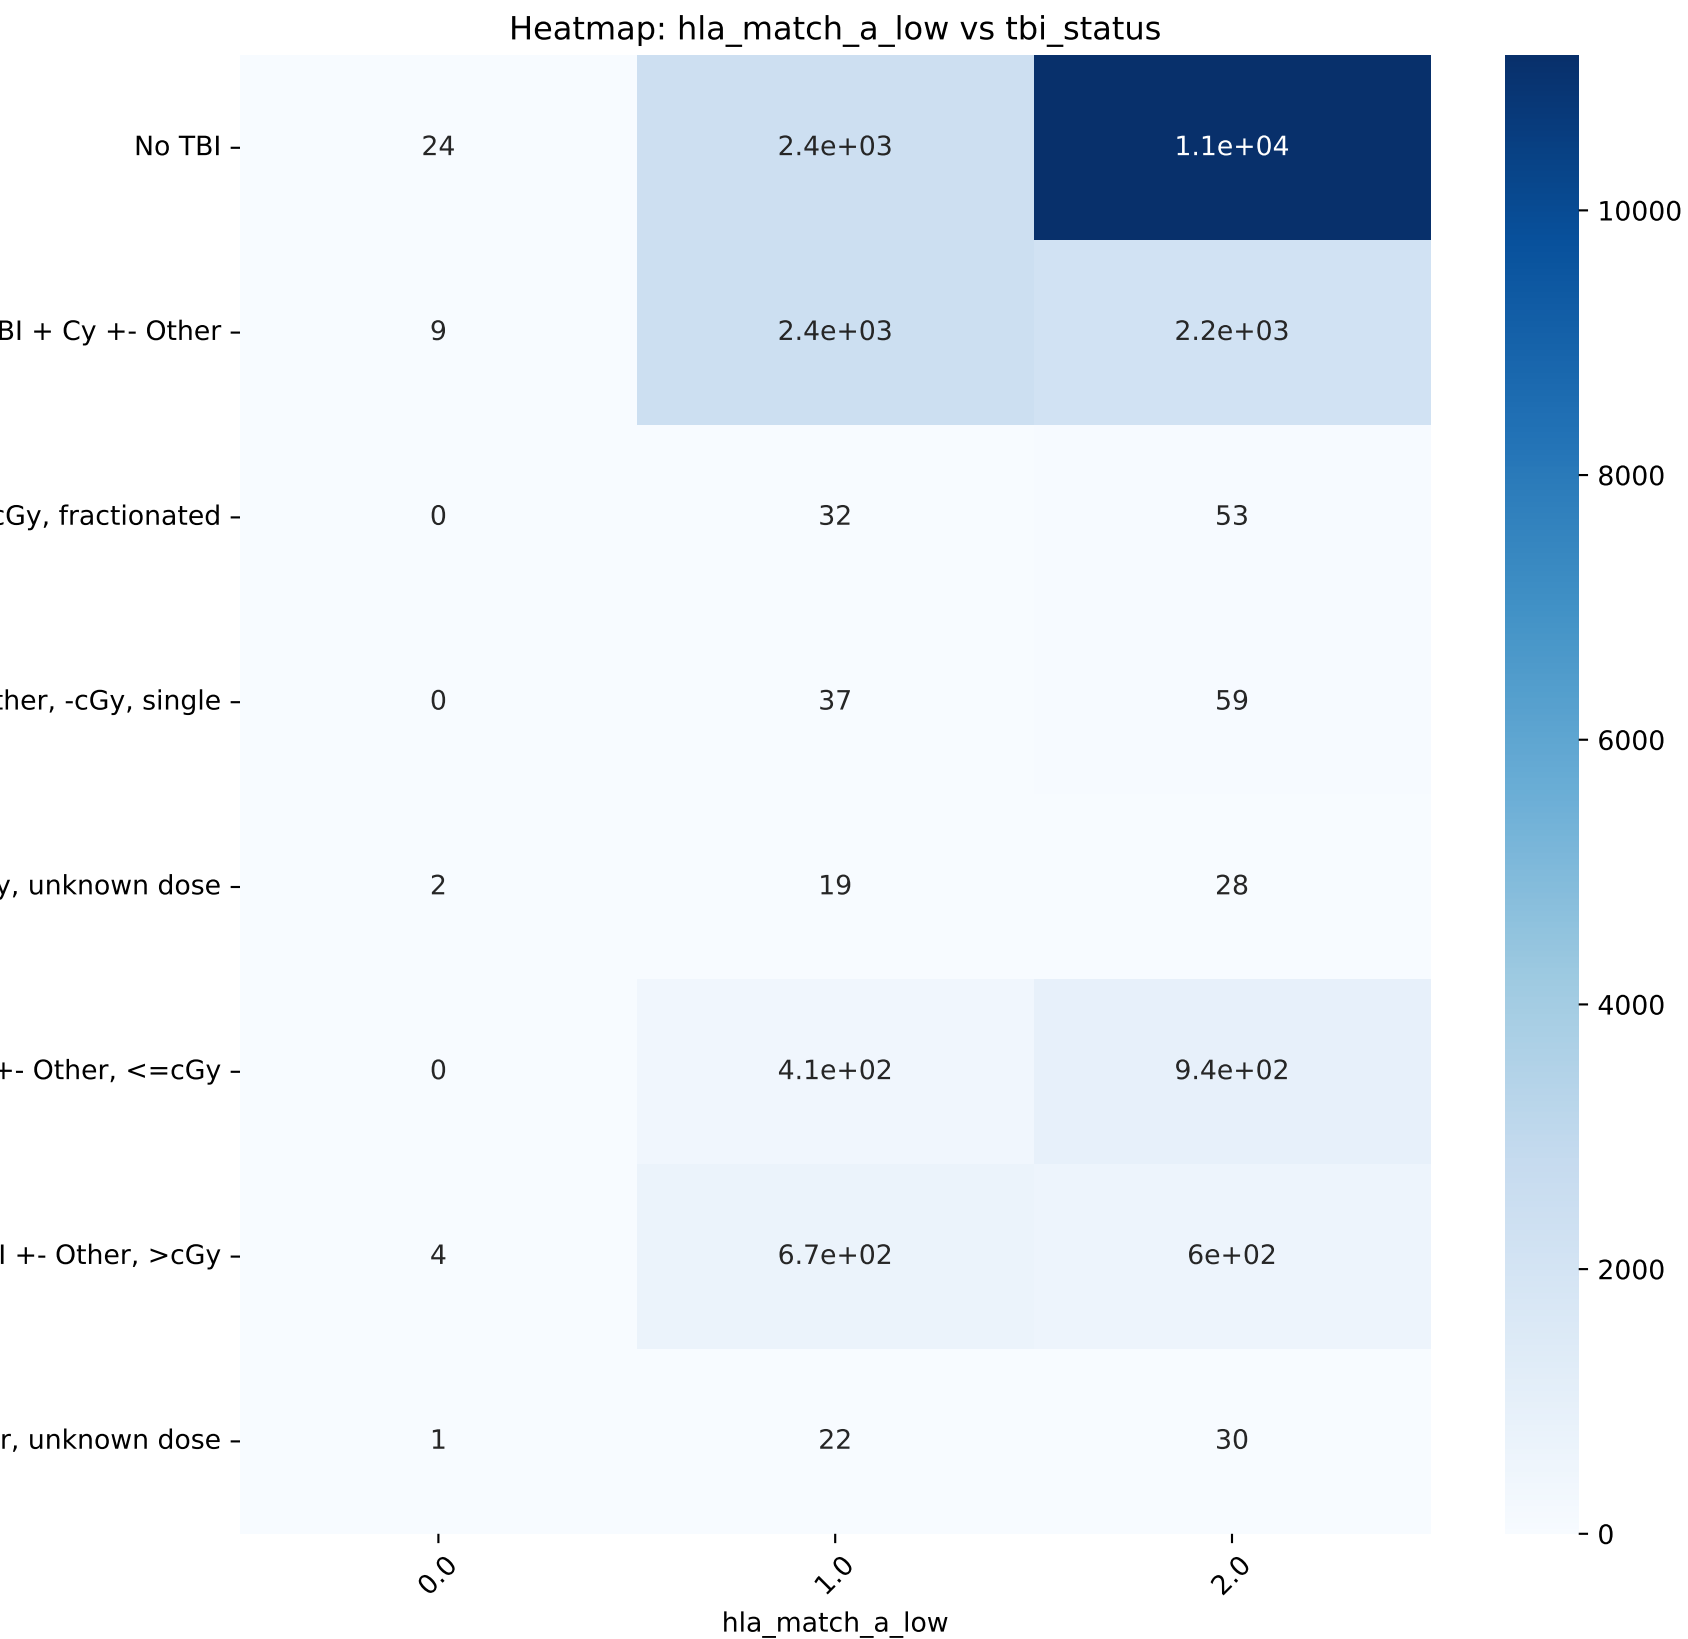 Heatmap: hla_match_a_low vs tbi_status
No TBI 24 2.4e+03 1.1e+04
10000
BI + Cy +- Other 9 2.4e+03 2.2e+03
8000
cGy, fractionated 0 32 53
ther, -cGy, single 0 37 59
6000
y, unknown dose 2 19 28
4000
+- Other, <=cGy 0 4.1e+02 9.4e+02
I +- Other, >cGy 4 6.7e+02 6e+02
2000
r, unknown dose 1 22 30
0
0.0 1.0 2.0
hla_match_a_low